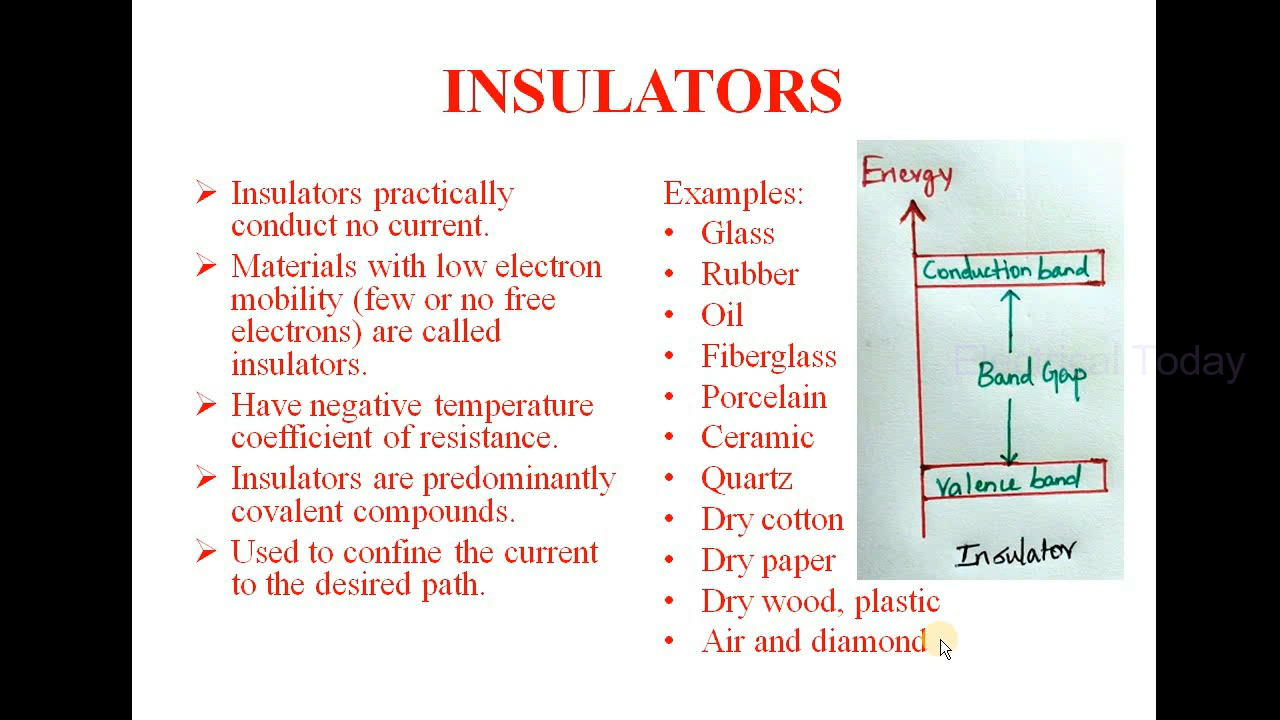 INSULATORS
➢ Insulators practically
conduct no current.
➢ Materials with low electron
mobility (few or no free
electrons) are called
insulators.
➢ Have negative temperature
coefficient of resistance.
➢ Insulators are predominantly
covalent compounds.
➢ Used to confine the current
to the desired path.
Examples:
• Glass
• Rubber
• Oil
• Fiberglass
• Porcelain
• Ceramic
• Quartz
• Dry cotton
• Dry paper
• Dry wood, plastic
• Air and diamond
Energy
Conduction band
Band Gap
Valence band
Insulator
Electrical Today